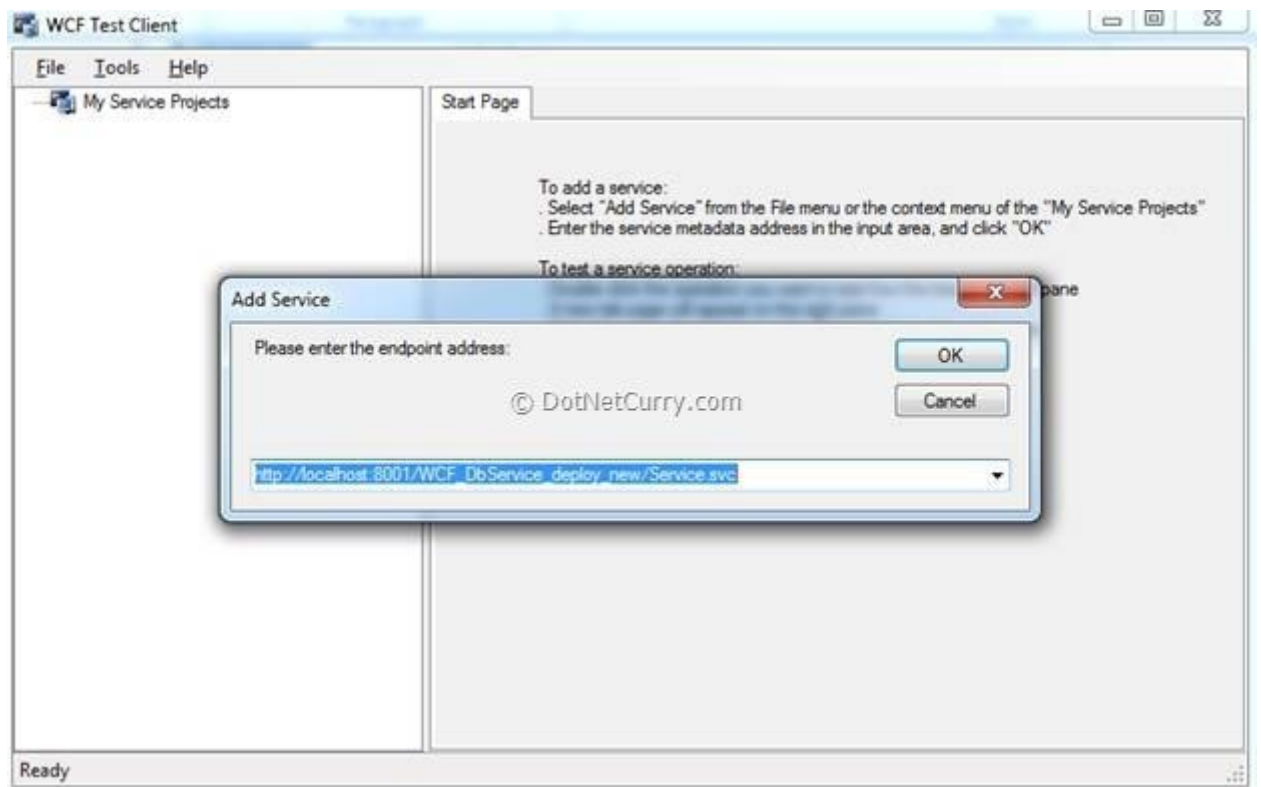 WCF Test Client
File Tools Help
My Service Projects
Start Page
To add a service:
. Select "Add Service" from the File menu or the context menu of the "My Service Projects"
. Enter the service metadata address in the input area, and click "OK"
To test a service operation:
pane
Add Service
Please enter the endpoint address:
OK
© DotNetCurry.com
Cancel
http://localhost:8001/WCF_DbService_deploy_new/Service.svc
Ready